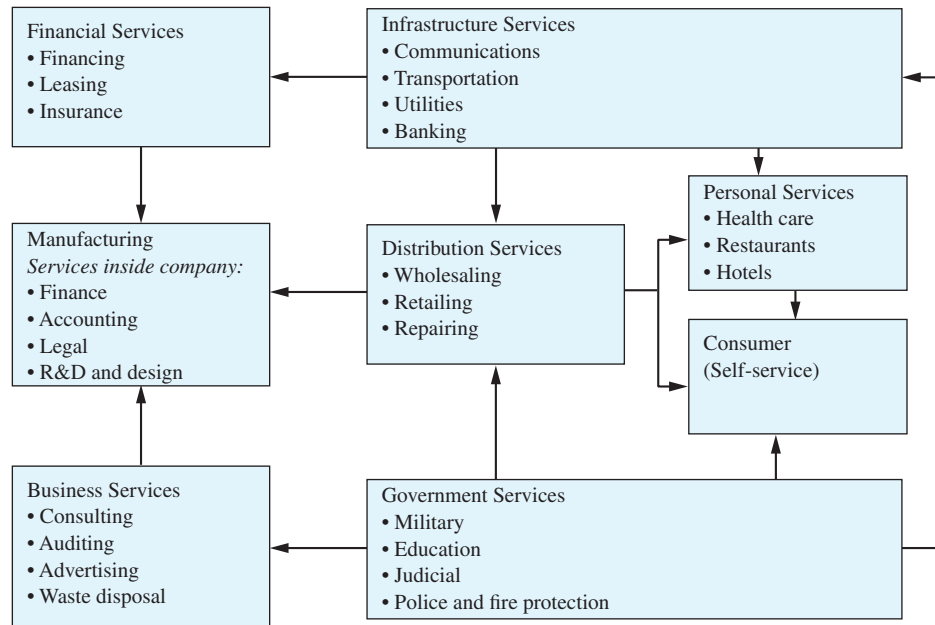 Financial Services
• Financing
• Leasing
• Insurance
Infrastructure Services
• Communications
• Transportation
• Utilities
• Banking
Manufacturing
Services inside company:
• Finance
• Accounting
• Legal
• R&D and design
Distribution Services
• Wholesaling
• Retailing
• Repairing
Personal Services
• Health care
• Restaurants
• Hotels
Consumer
(Self-service)
Business Services
• Consulting
• Auditing
• Advertising
• Waste disposal
Government Services
• Military
• Education
• Judicial
• Police and fire protection